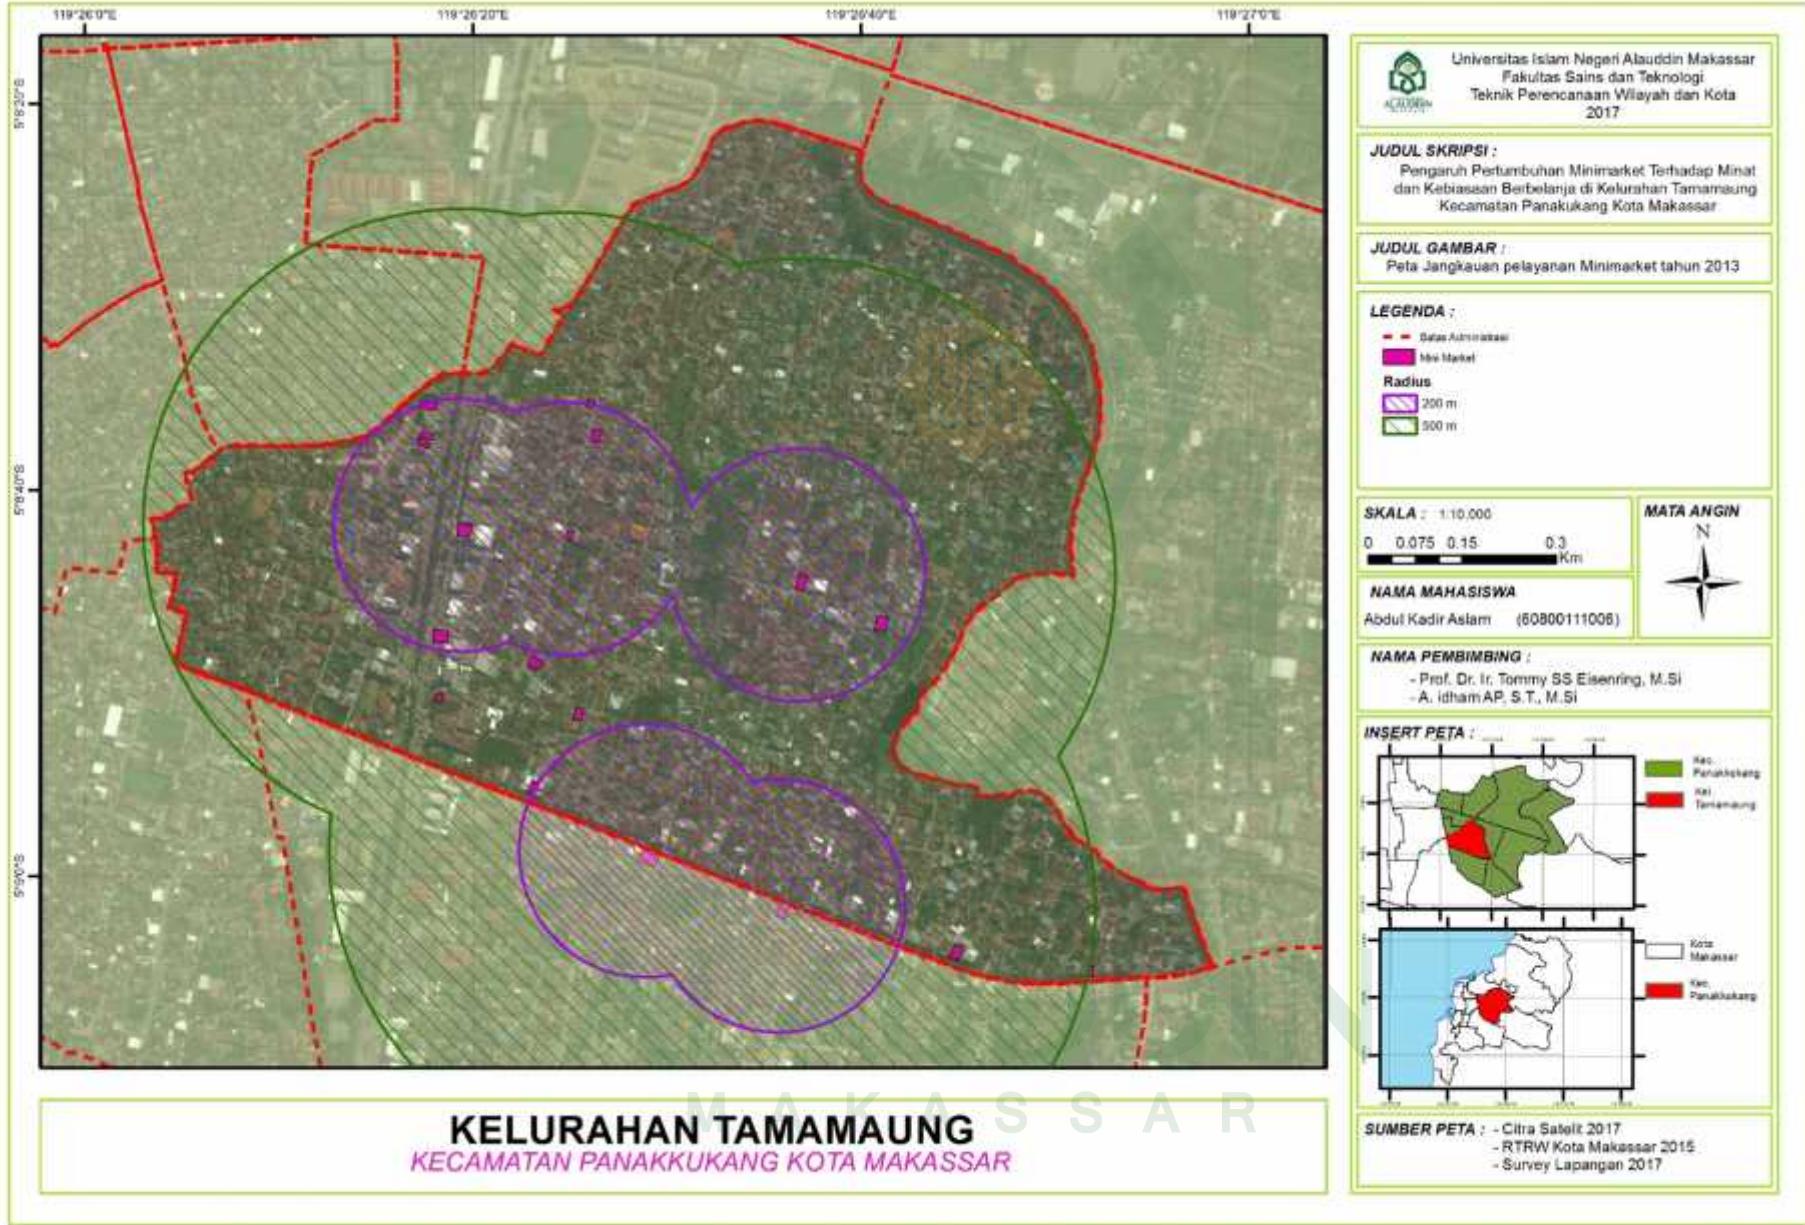 119°26'0"E 119°26'20"E 119°26'40"E 119°27'0"E
5°8'20"S
5°8'40"S
5°9'0"S
KELURAHAN TAMAMAUNG
KECAMATAN PANAKKUKANG KOTA MAKASSAR
MAKASSAR
ALAUDDIN
Universitas Islam Negeri Alauddin Makassar
Fakultas Sains dan Teknologi
Teknik Perencanaan Wilayah dan Kota
2017
JUDUL SKRIPSI :
Pengaruh Pertumbuhan Minimarket Terhadap Minat
dan Kebiasaan Berbelanja di Kelurahan Tamamaung
Kecamatan Panakukang Kota Makassar
JUDUL GAMBAR :
Peta Jangkauan pelayanan Minimarket tahun 2013
LEGENDA :
Batas Administrasi
Mini Market
Radius
200 m
500 m
SKALA : 1:10.000
0 0.075 0.15 0.3
Km
MATA ANGIN
N
NAMA MAHASISWA
Abdul Kadir Aslam (60800111006)
NAMA PEMBIMBING :
- Prof. Dr. Ir. Tommy SS Eisenring, M.Si
- A. idham AP, S.T., M.Si
INSERT PETA :
Kec.
Panakkukang
Kel
Tamamaung
Kota
Makassar
Kec.
Panakkukang
SUMBER PETA : - Citra Satelit 2017
- RTRW Kota Makassar 2015
- Survey Lapangan 2017